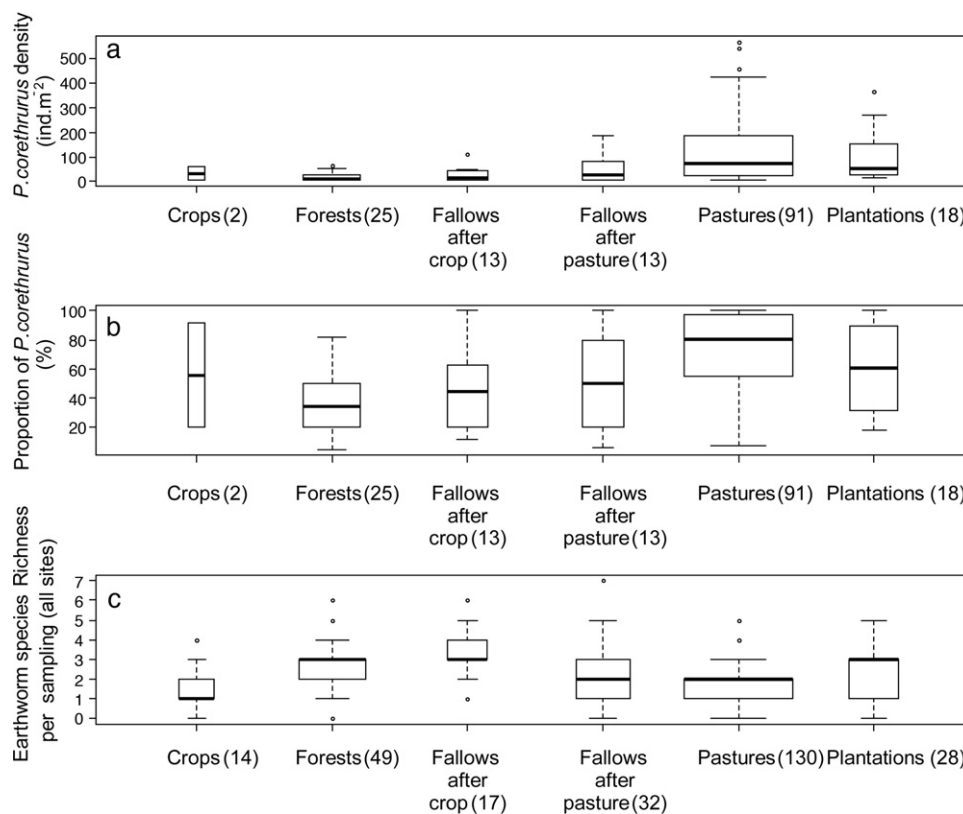 a
P.corethrurus density
(ind.m⁻²)
500
400
300
200
100
0
Crops (2)
Forests (25)
Fallows
after
crop (13)
Fallows
after
pasture (13)
Pastures (91)
Plantations (18)
b
Proportion of P.corethrurus
(%)
100
80
60
40
20
Crops (2)
Forests (25)
Fallows
after
crop (13)
Fallows
after
pasture (13)
Pastures (91)
Plantations (18)
c
Earthworm species Richness
per sampling (all sites)
7
6
5
4
3
2
1
0
Crops (14)
Forests (49)
Fallows
after
crop (17)
Fallows
after
pasture (32)
Pastures (130)
Plantations (28)